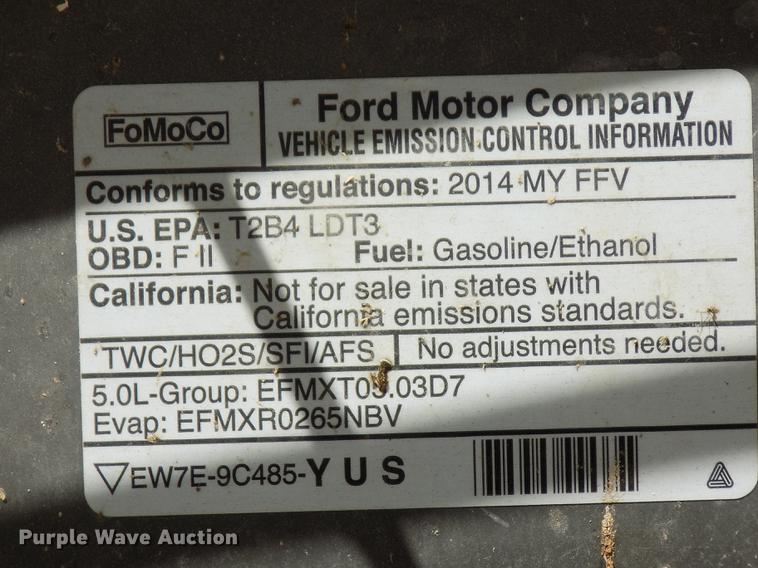 FoMoCo
Ford Motor Company
VEHICLE EMISSION CONTROL INFORMATION
Conforms to regulations: 2014 MY FFV
U.S. EPA: T2B4 LDT3
OBD: F II Fuel: Gasoline/Ethanol
California: Not for sale in states with
California emissions standards.
TWC/HO2S/SFI/AFS No adjustments needed.
5.0L-Group: EFMXT05.03D7
Evap: EFMXR0265NBV
EW7E-9C485-YUS
Purple Wave Auction